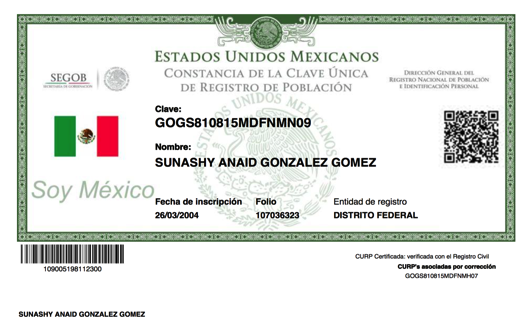 ESTADOS UNIDOS MEXICANOS
CONSTANCIA DE LA CLAVE ÚNICA
DE REGISTRO DE POBLACIÓN
SEGOB
SECRETARÍA DE GOBERNACIÓN
DIRECCIÓN GENERAL DEL
REGISTRO NACIONAL DE POBLACIÓN
E IDENTIFICACIÓN PERSONAL
Clave:
GOGS810815MDFNMN09
Nombre:
SUNASHY ANAID GONZALEZ GOMEZ
Soy México
Fecha de inscripción Folio Entidad de registro
26/03/2004 107036323 DISTRITO FEDERAL
109005198112300
CURP Certificada: verificada con el Registro Civil
CURP's asociadas por corrección
GOGS810815MDFNMH07
SUNASHY ANAID GONZALEZ GOMEZ